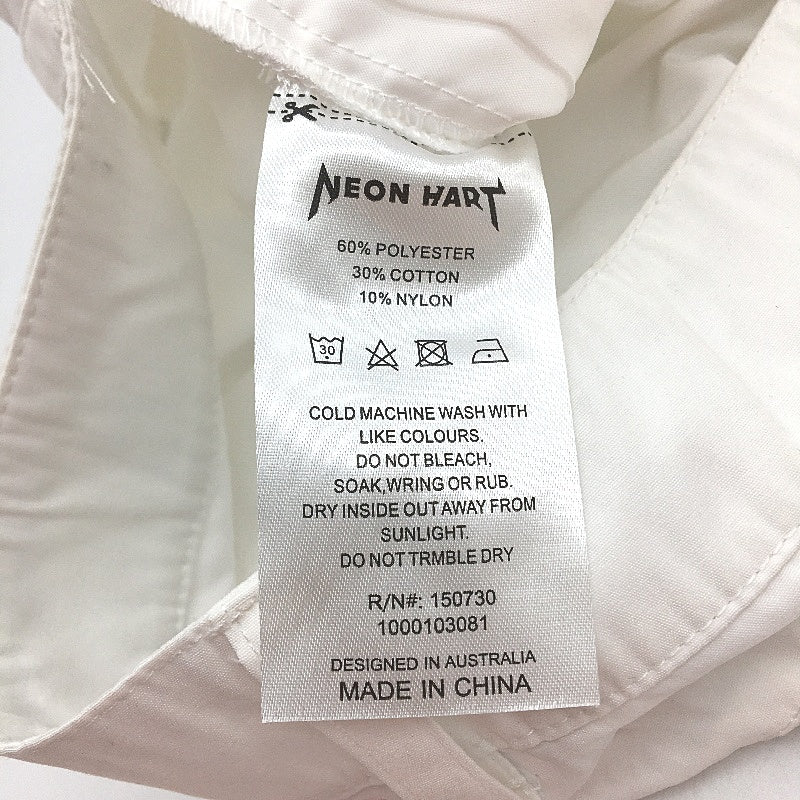 NEON HART
60% POLYESTER
30% COTTON
10% NYLON
30
COLD MACHINE WASH WITH
LIKE COLOURS.
DO NOT BLEACH,
SOAK,WRING OR RUB.
DRY INSIDE OUT AWAY FROM
SUNLIGHT.
DO NOT TRMBLE DRY
R/N#: 150730
1000103081
DESIGNED IN AUSTRALIA
MADE IN CHINA